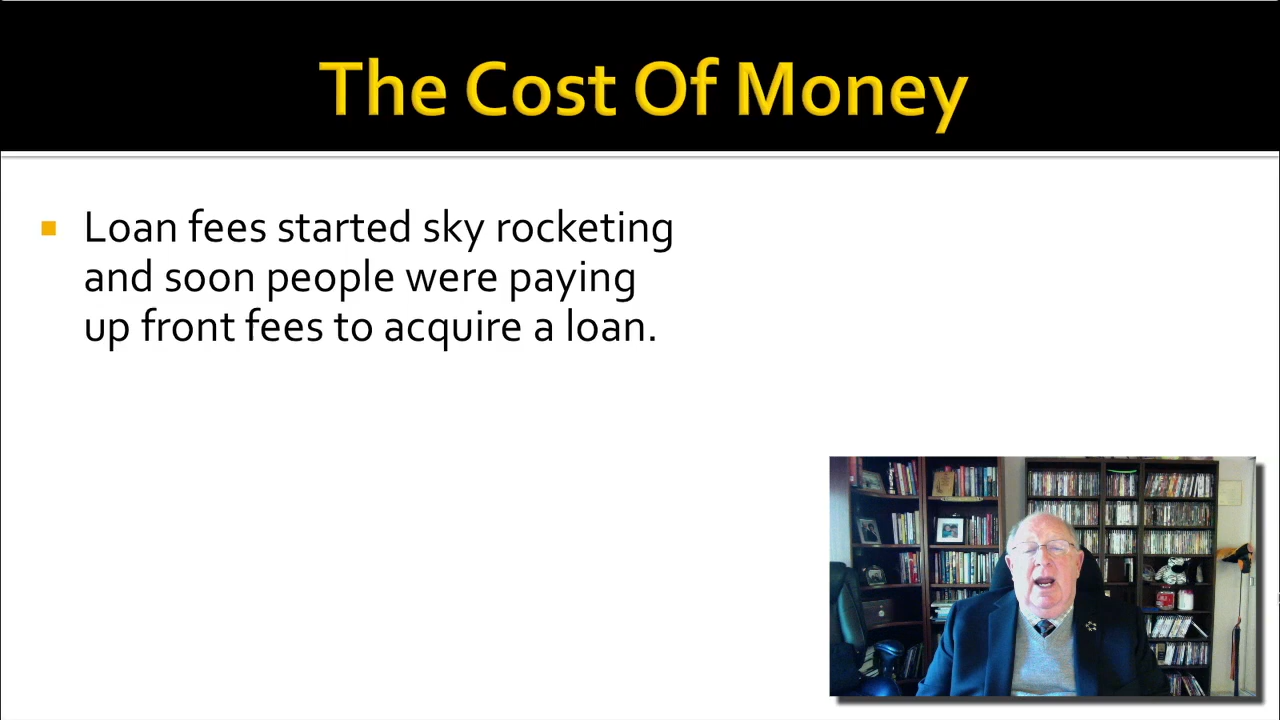 The Cost Of Money
Loan fees started sky rocketing
and soon people were paying
up front fees to acquire a loan.